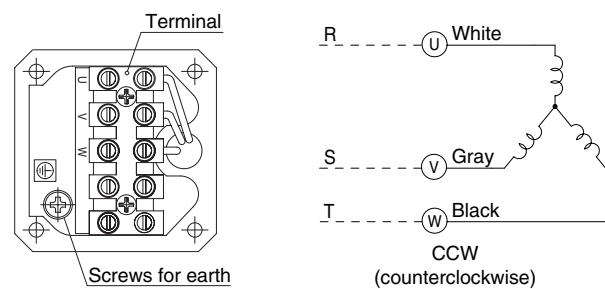 Terminal
U
V
W
Screws for earth
R U White
S V Gray
T W Black
CCW
(counterclockwise)